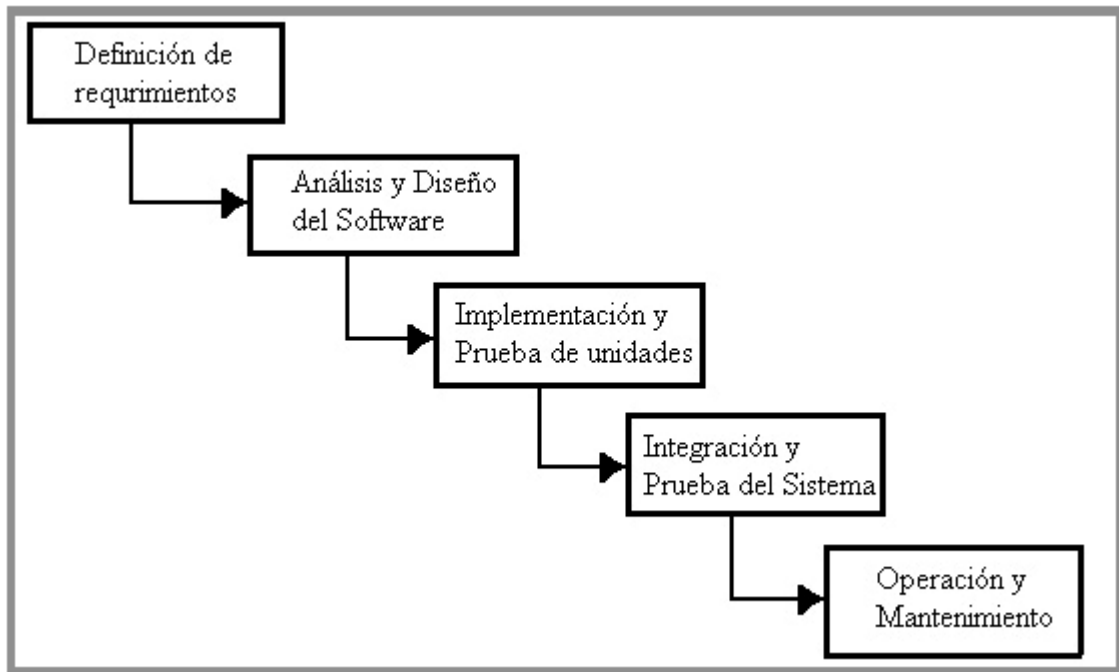 Definición de
requrimientos
Análisis y Diseño
del Software
Implementación y
Prueba de unidades
Integración y
Prueba del Sistema
Operación y
Mantenimiento